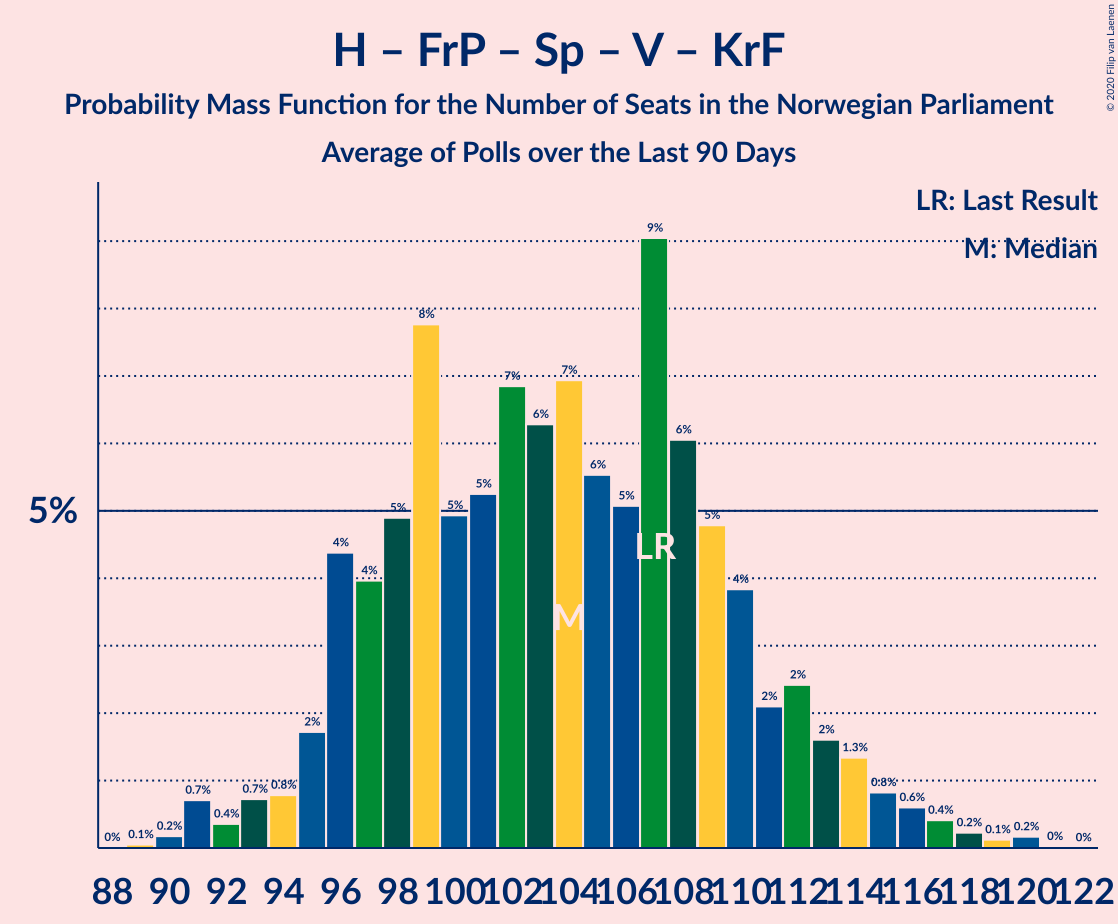 H – FrP – Sp – V – KrF
Probability Mass Function for the Number of Seats in the Norwegian Parliament
Average of Polls over the Last 90 Days
© 2020 Filip van Laenen
LR: Last Result
M: Median
5%
0% 0.1% 0.2% 0.7% 0.4% 0.7% 0.8% 2% 4% 4% 5% 8% 5% 5% 7% 6% 7% 6% 5% 9% 6% 5% 4% 2% 2% 2% 1.3% 0.8% 0.6% 0.4% 0.2% 0.1% 0.2% 0% 0%
LR
M
88 90 92 94 96 98 100 102 104 106 108 110 112 114 116 118 120 122